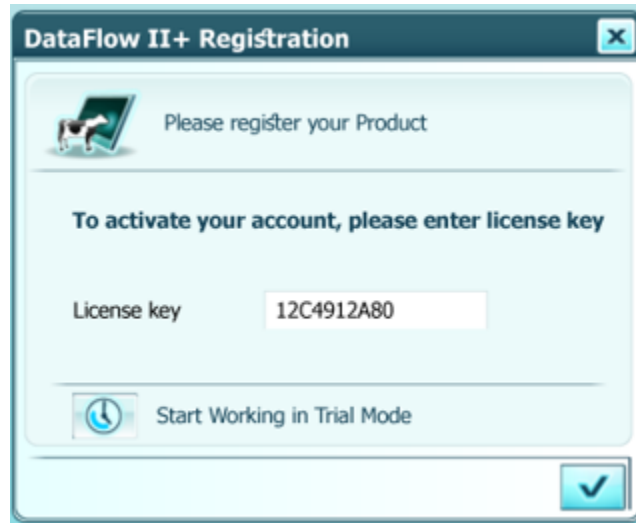 DataFlow II+ Registration
Please register your Product
To activate your account, please enter license key
License key 12C4912A80
Start Working in Trial Mode